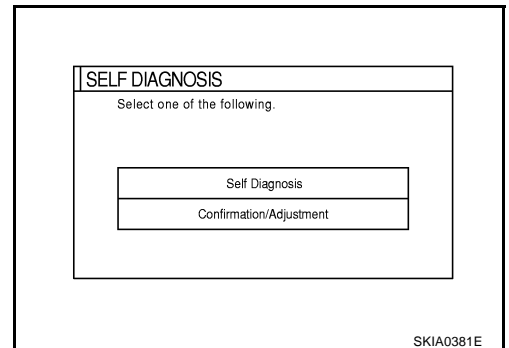 SELF DIAGNOSIS
Select one of the following.
Self Diagnosis
Confirmation/Adjustment
SKIA0381E